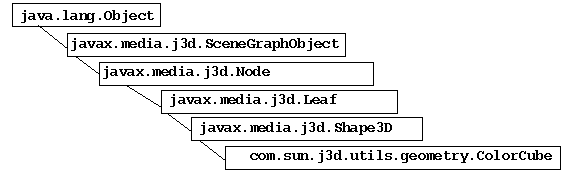 java.lang.Object
javax.media.j3d.SceneGraphObject
javax.media.j3d.Node
javax.media.j3d.Leaf
javax.media.j3d.Shape3D
com.sun.j3d.utils.geometry.ColorCube